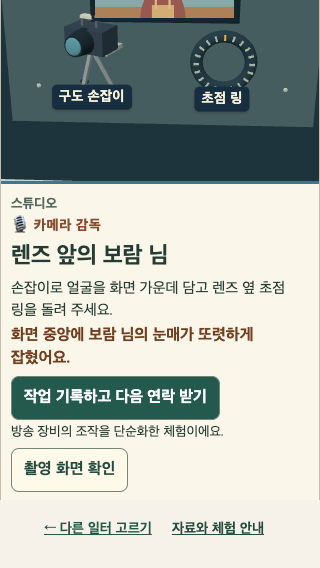 구도 손잡이
초점 링
스튜디오
카메라 감독
렌즈 앞의 보람 님
손잡이로 얼굴을 화면 가운데 담고 렌즈 옆 초점
링을 돌려 주세요.
화면 중앙에 보람 님의 눈매가 또렷하게
잡혔어요.
작업 기록하고 다음 연락 받기
방송 장비의 조작을 단순화한 체험이에요.
촬영 화면 확인
← 다른 일터 고르기 자료와 체험 안내